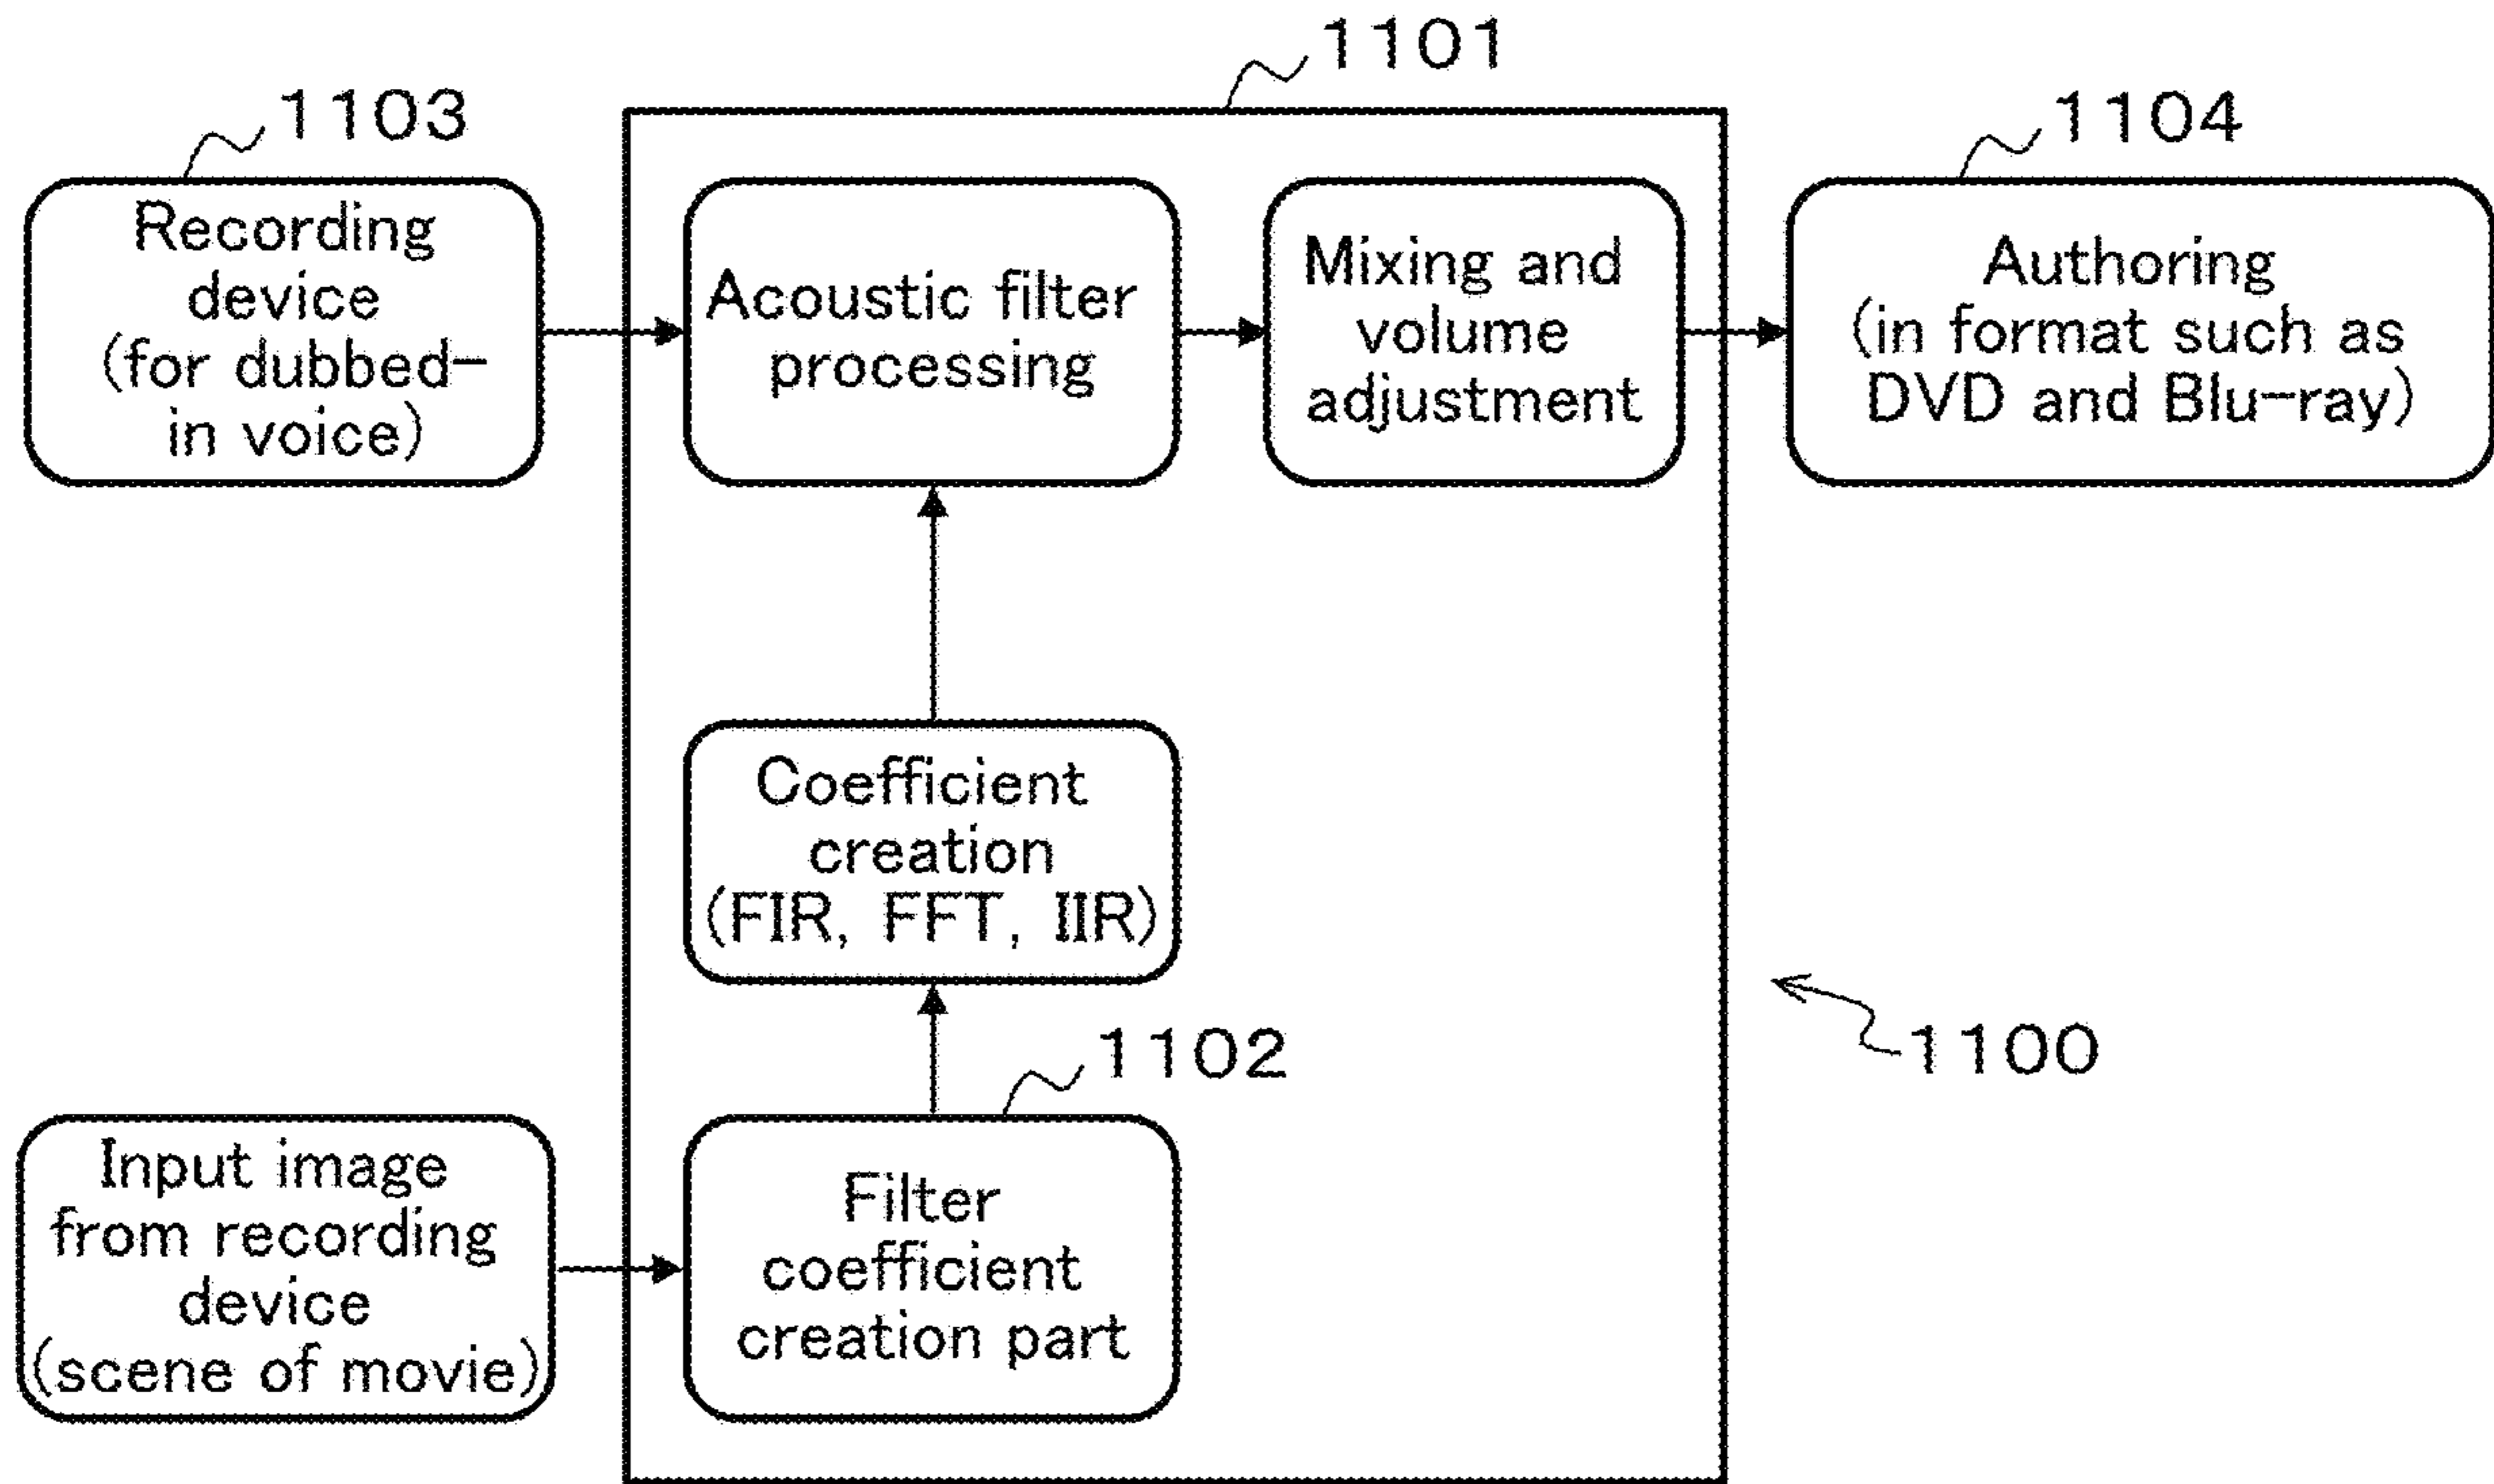 1101
1103
1104
Recording
device
(for dubbed-
in voice)
Acoustic filter
processing
Mixing and
volume
adjustment
Authoring
(in format such as
DVD and Blu-ray)
Coefficient
creation
(FIR, FFT, IIR)
1100
1102
Input image
from recording
device
(scene of movie)
Filter
coefficient
creation part